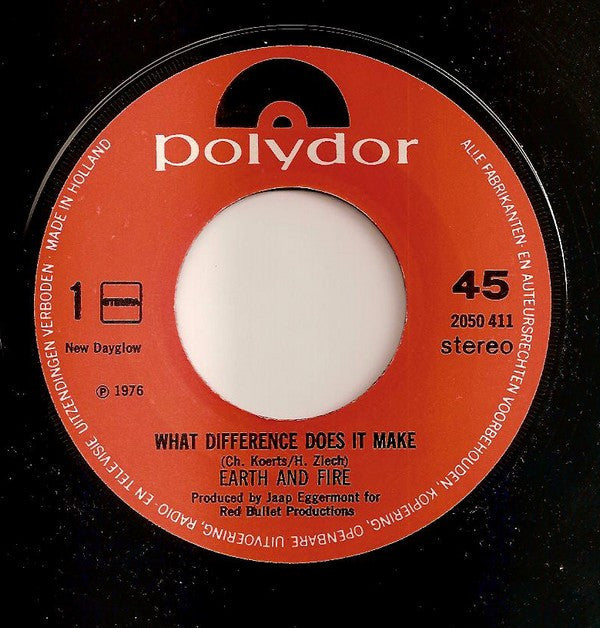 polydor
ALLE FABRIKANTEN- EN AUTEURSRECHTEN VOORBEHOUDEN, KOPIËRING, OPENBARE UITVOERING, RADIO- EN TELEVISIE UITZENDINGEN VERBODEN · MADE IN HOLLAND
1 STEMRA
New Dayglow
℗ 1976
45
2050 411
stereo
WHAT DIFFERENCE DOES IT MAKE
(Ch. Koerts/H. Ziech)
EARTH AND FIRE
Produced by Jaap Eggermont for
Red Bullet Productions